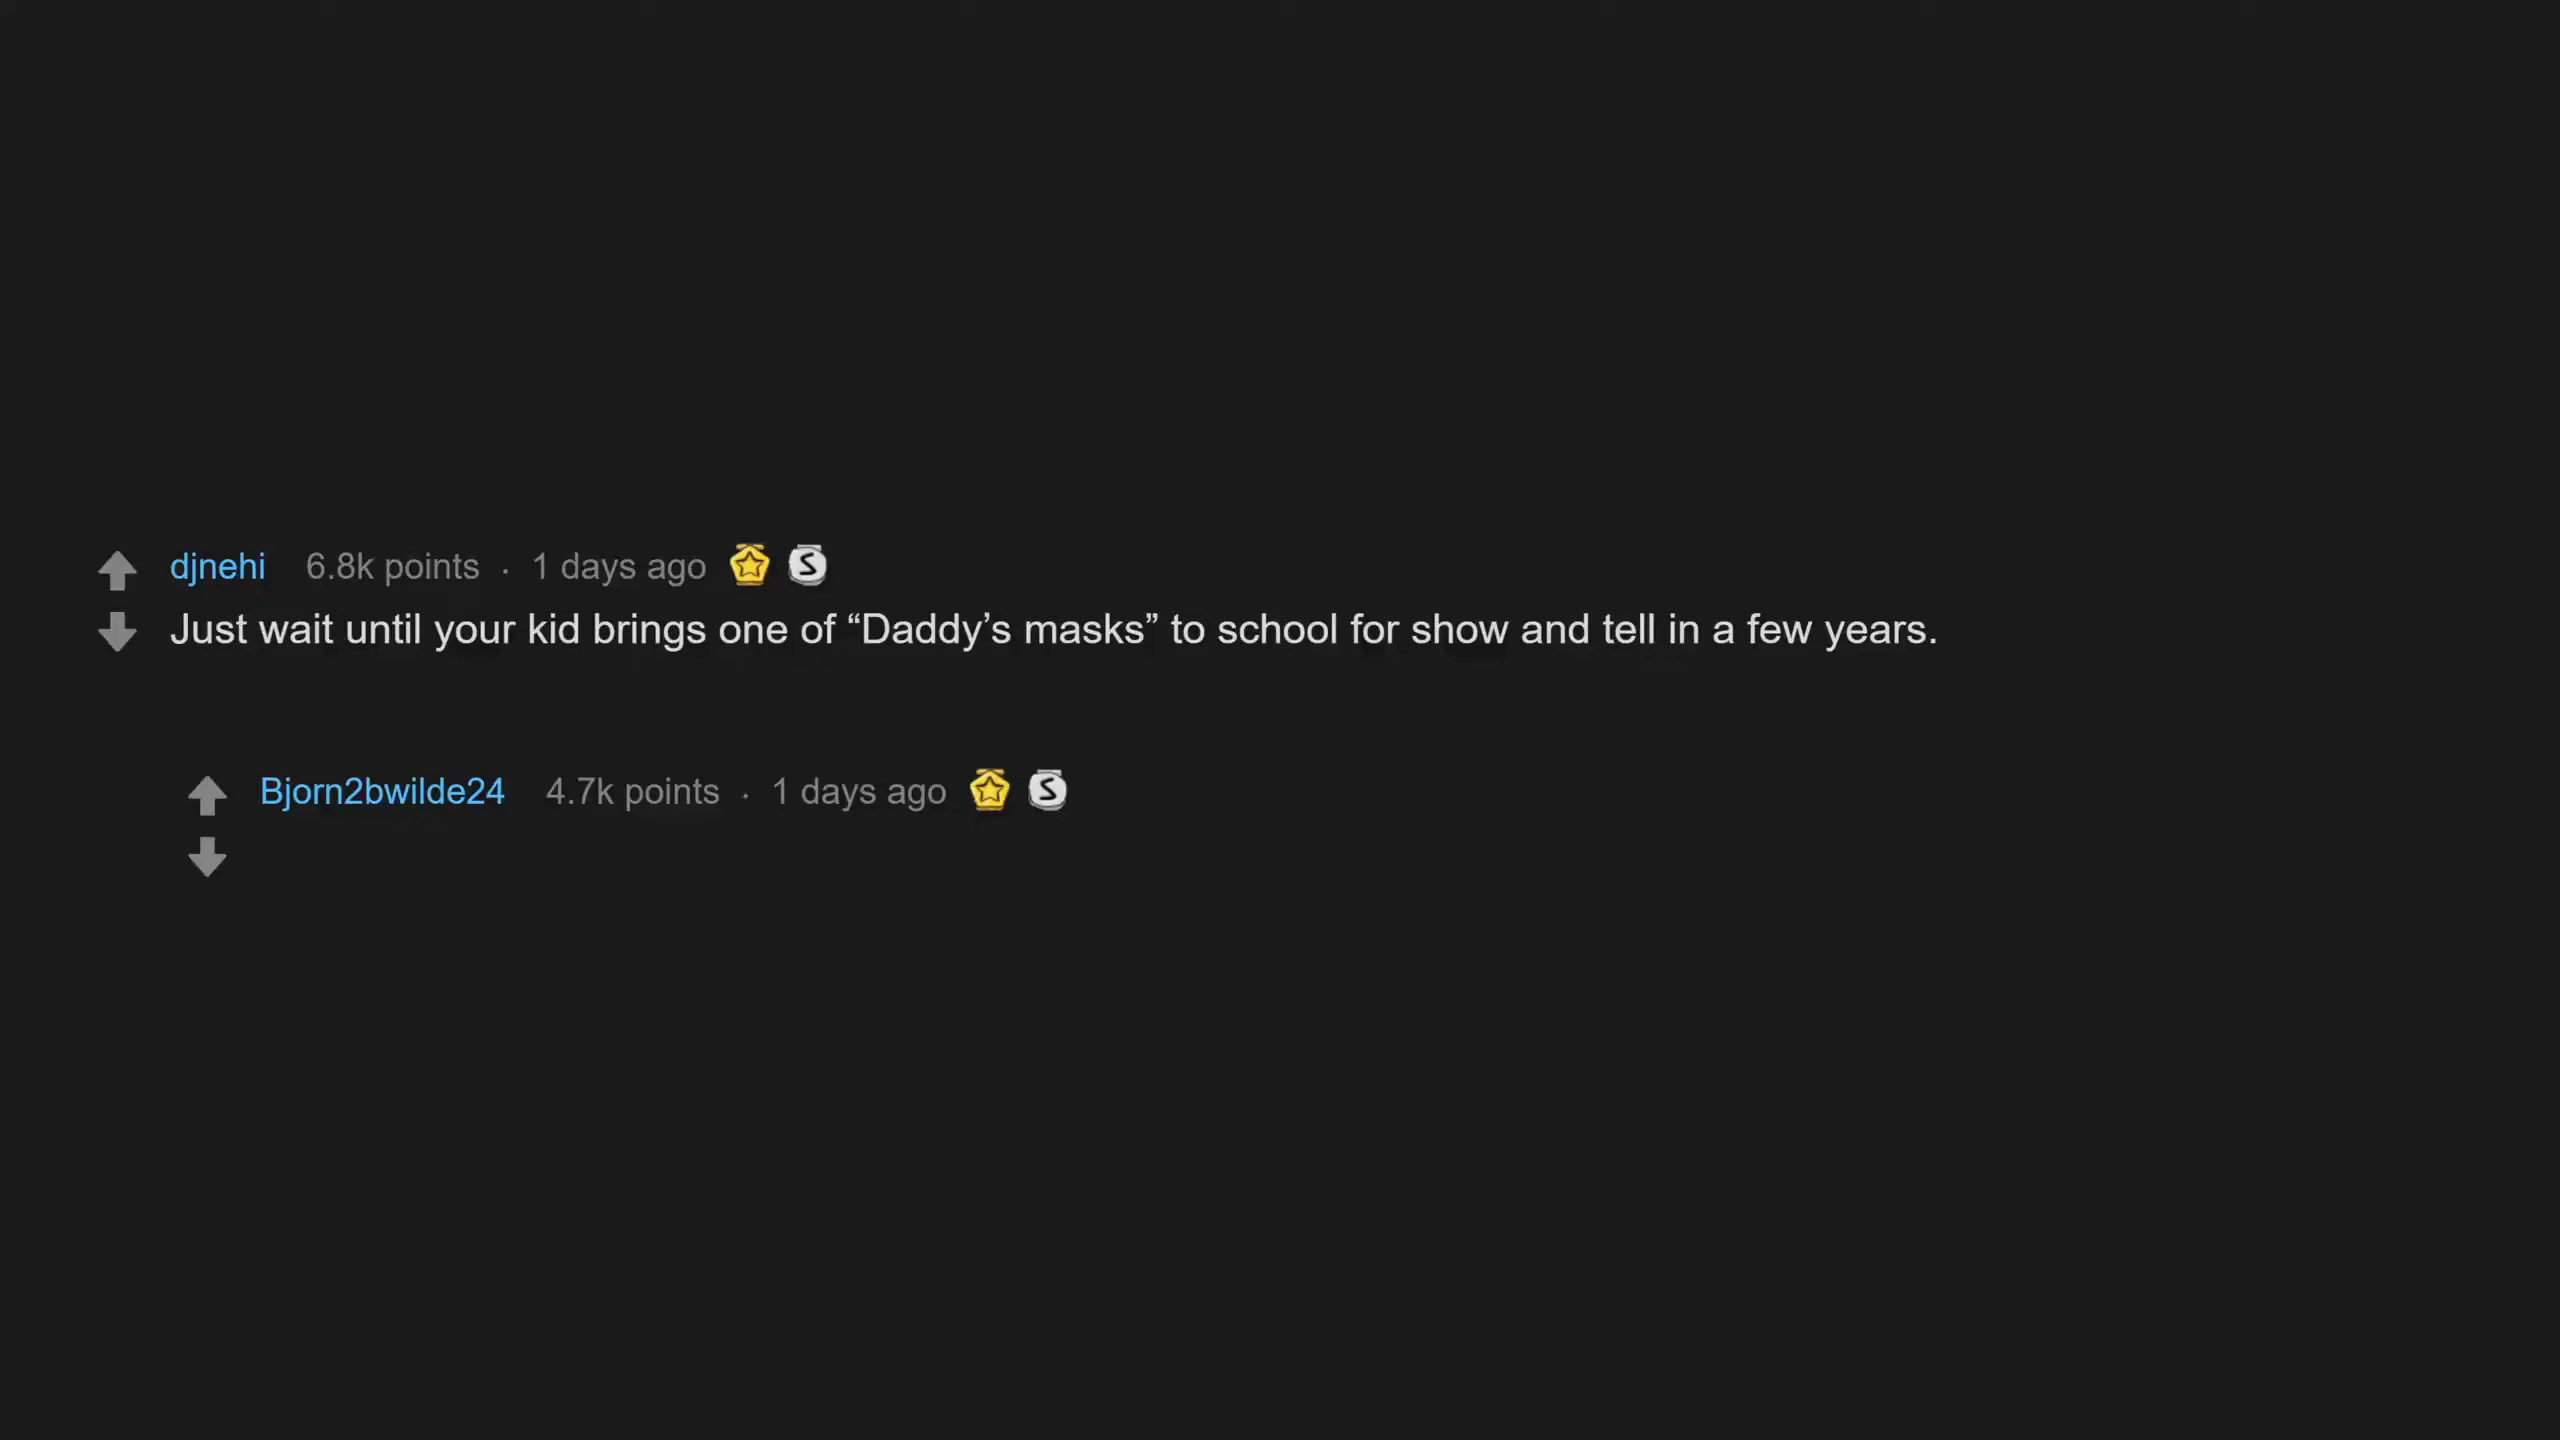 djnehi 6.8k points · 1 days ago S
Just wait until your kid brings one of “Daddy’s masks” to school for show and tell in a few years.
Bjorn2bwilde24 4.7k points · 1 days ago S